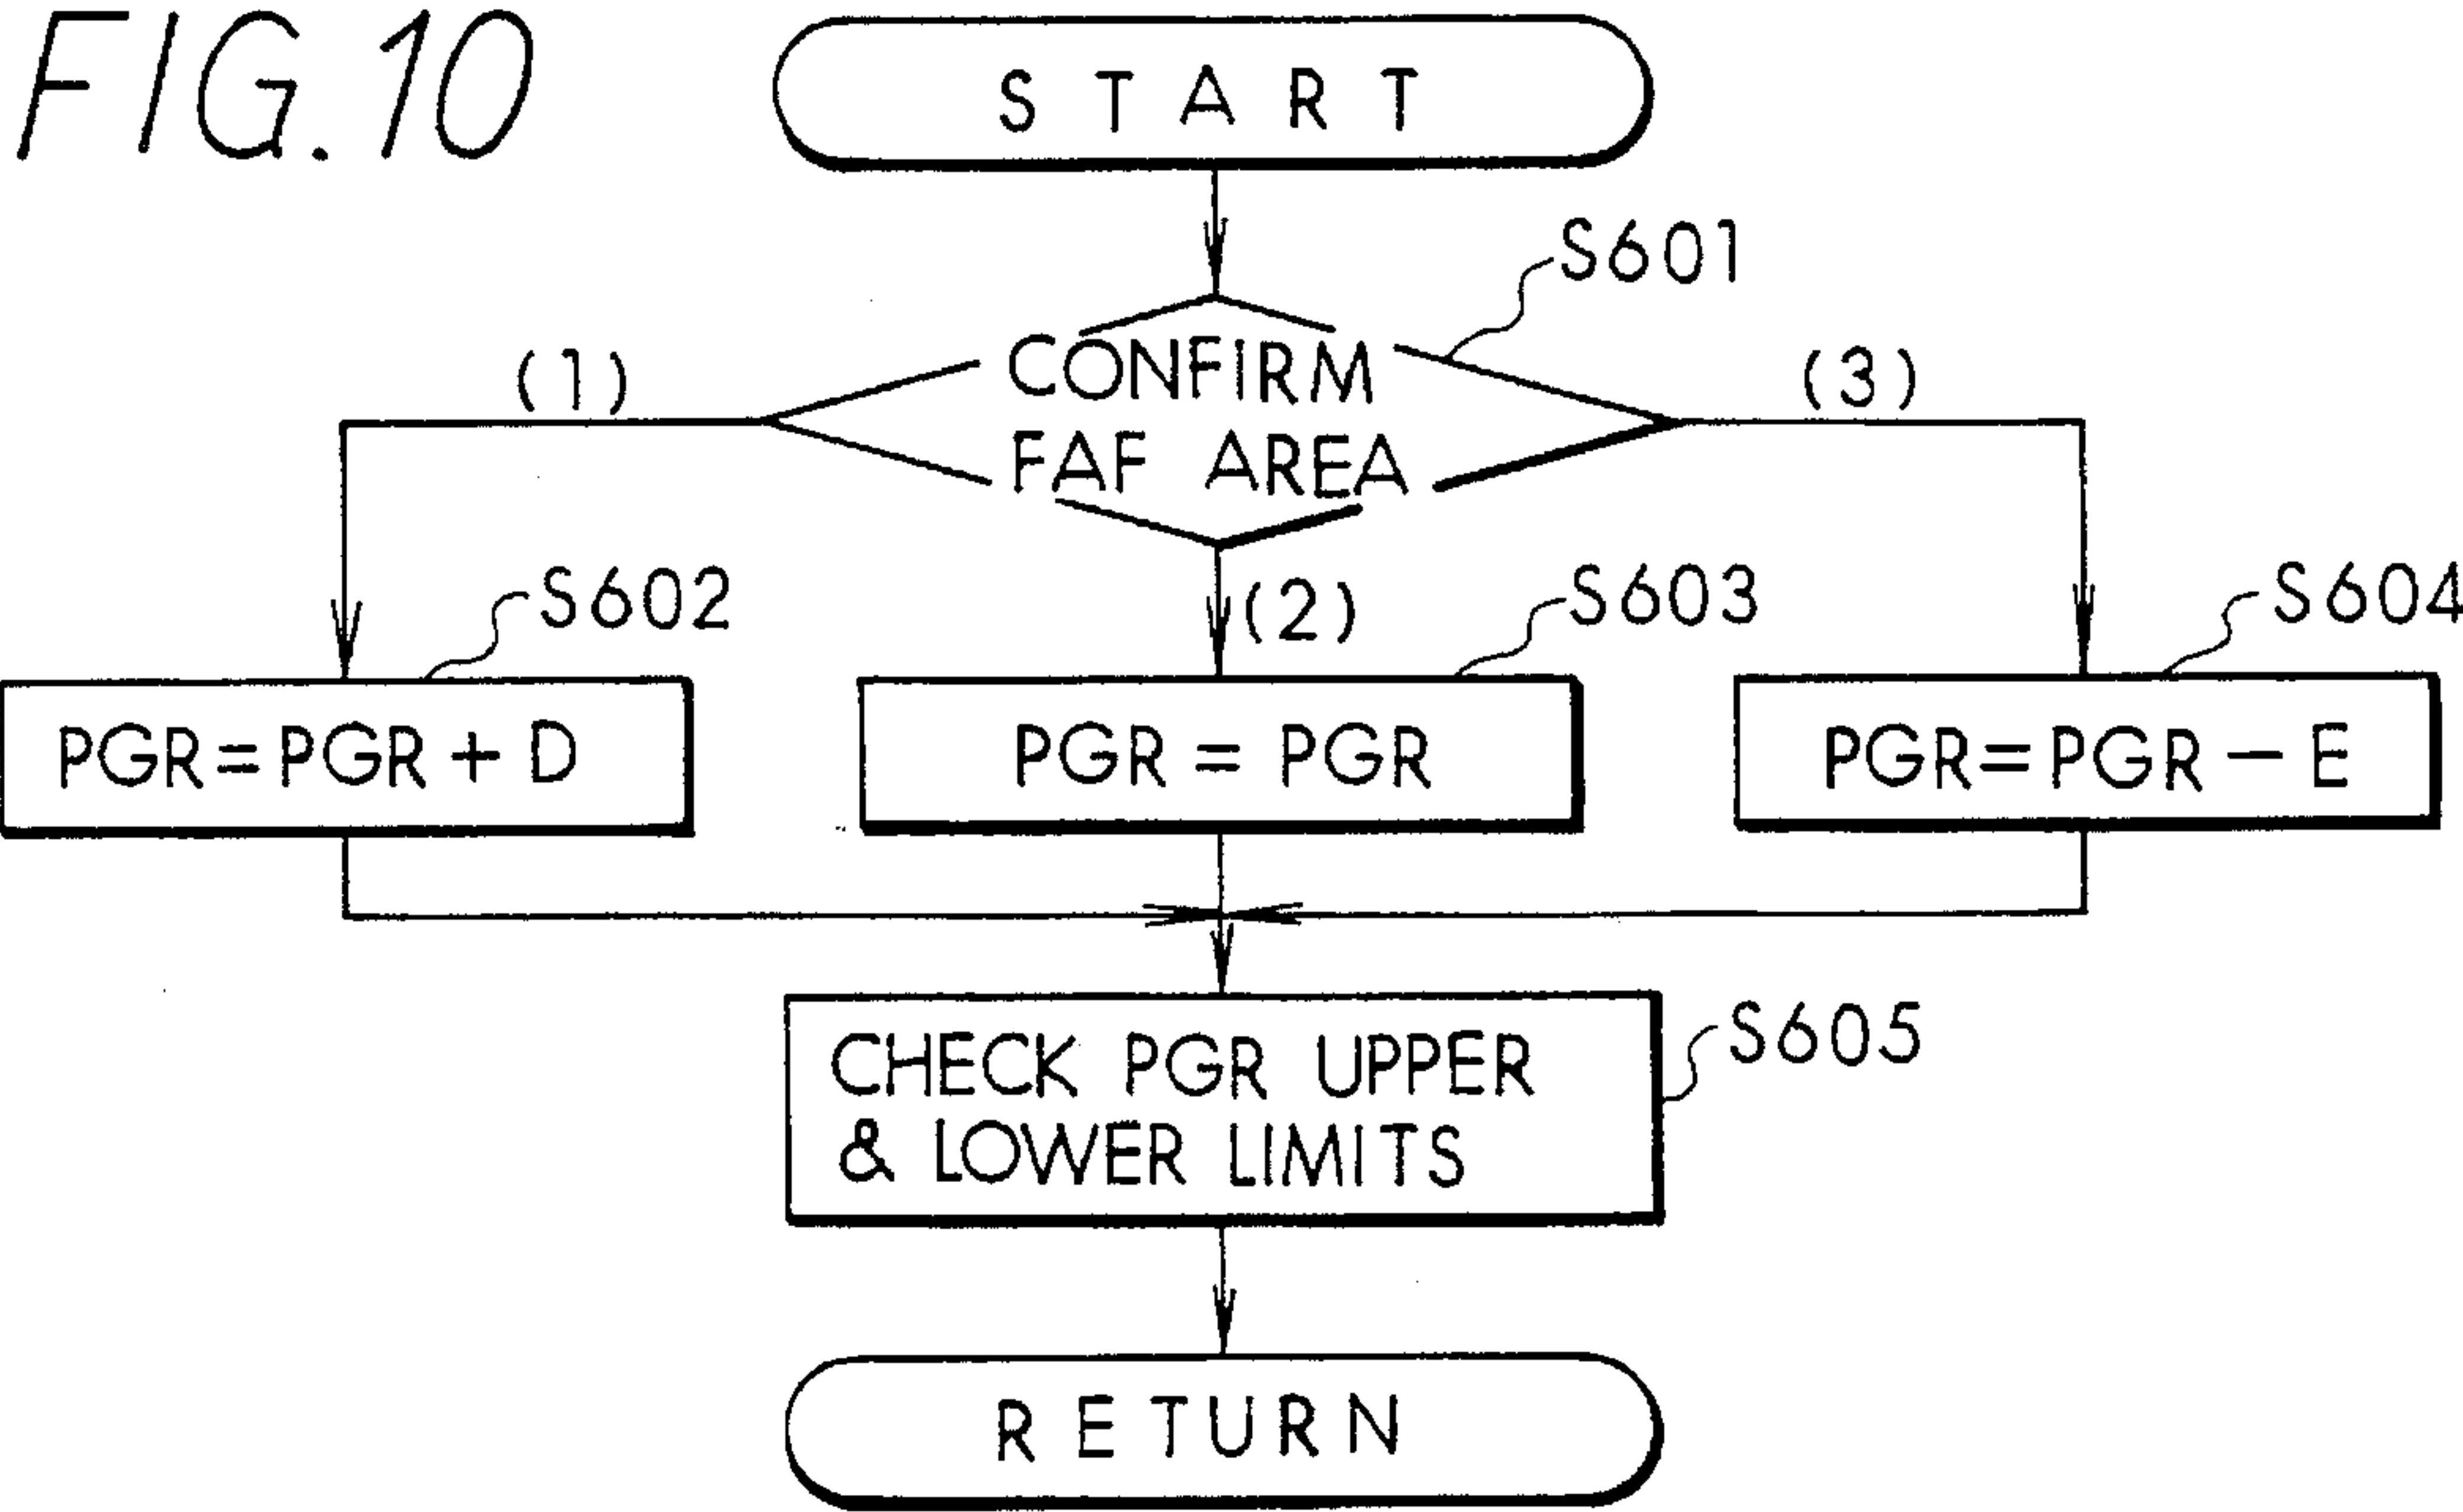 FIG. 10
START
S601
CONFIRM
FAF AREA
(1)
(3)
(2)
S602
S603
S604
PGR=PGR + D
PGR = PGR
PGR=PGR - E
CHECK PGR UPPER
& LOWER LIMITS
S605
RETURN